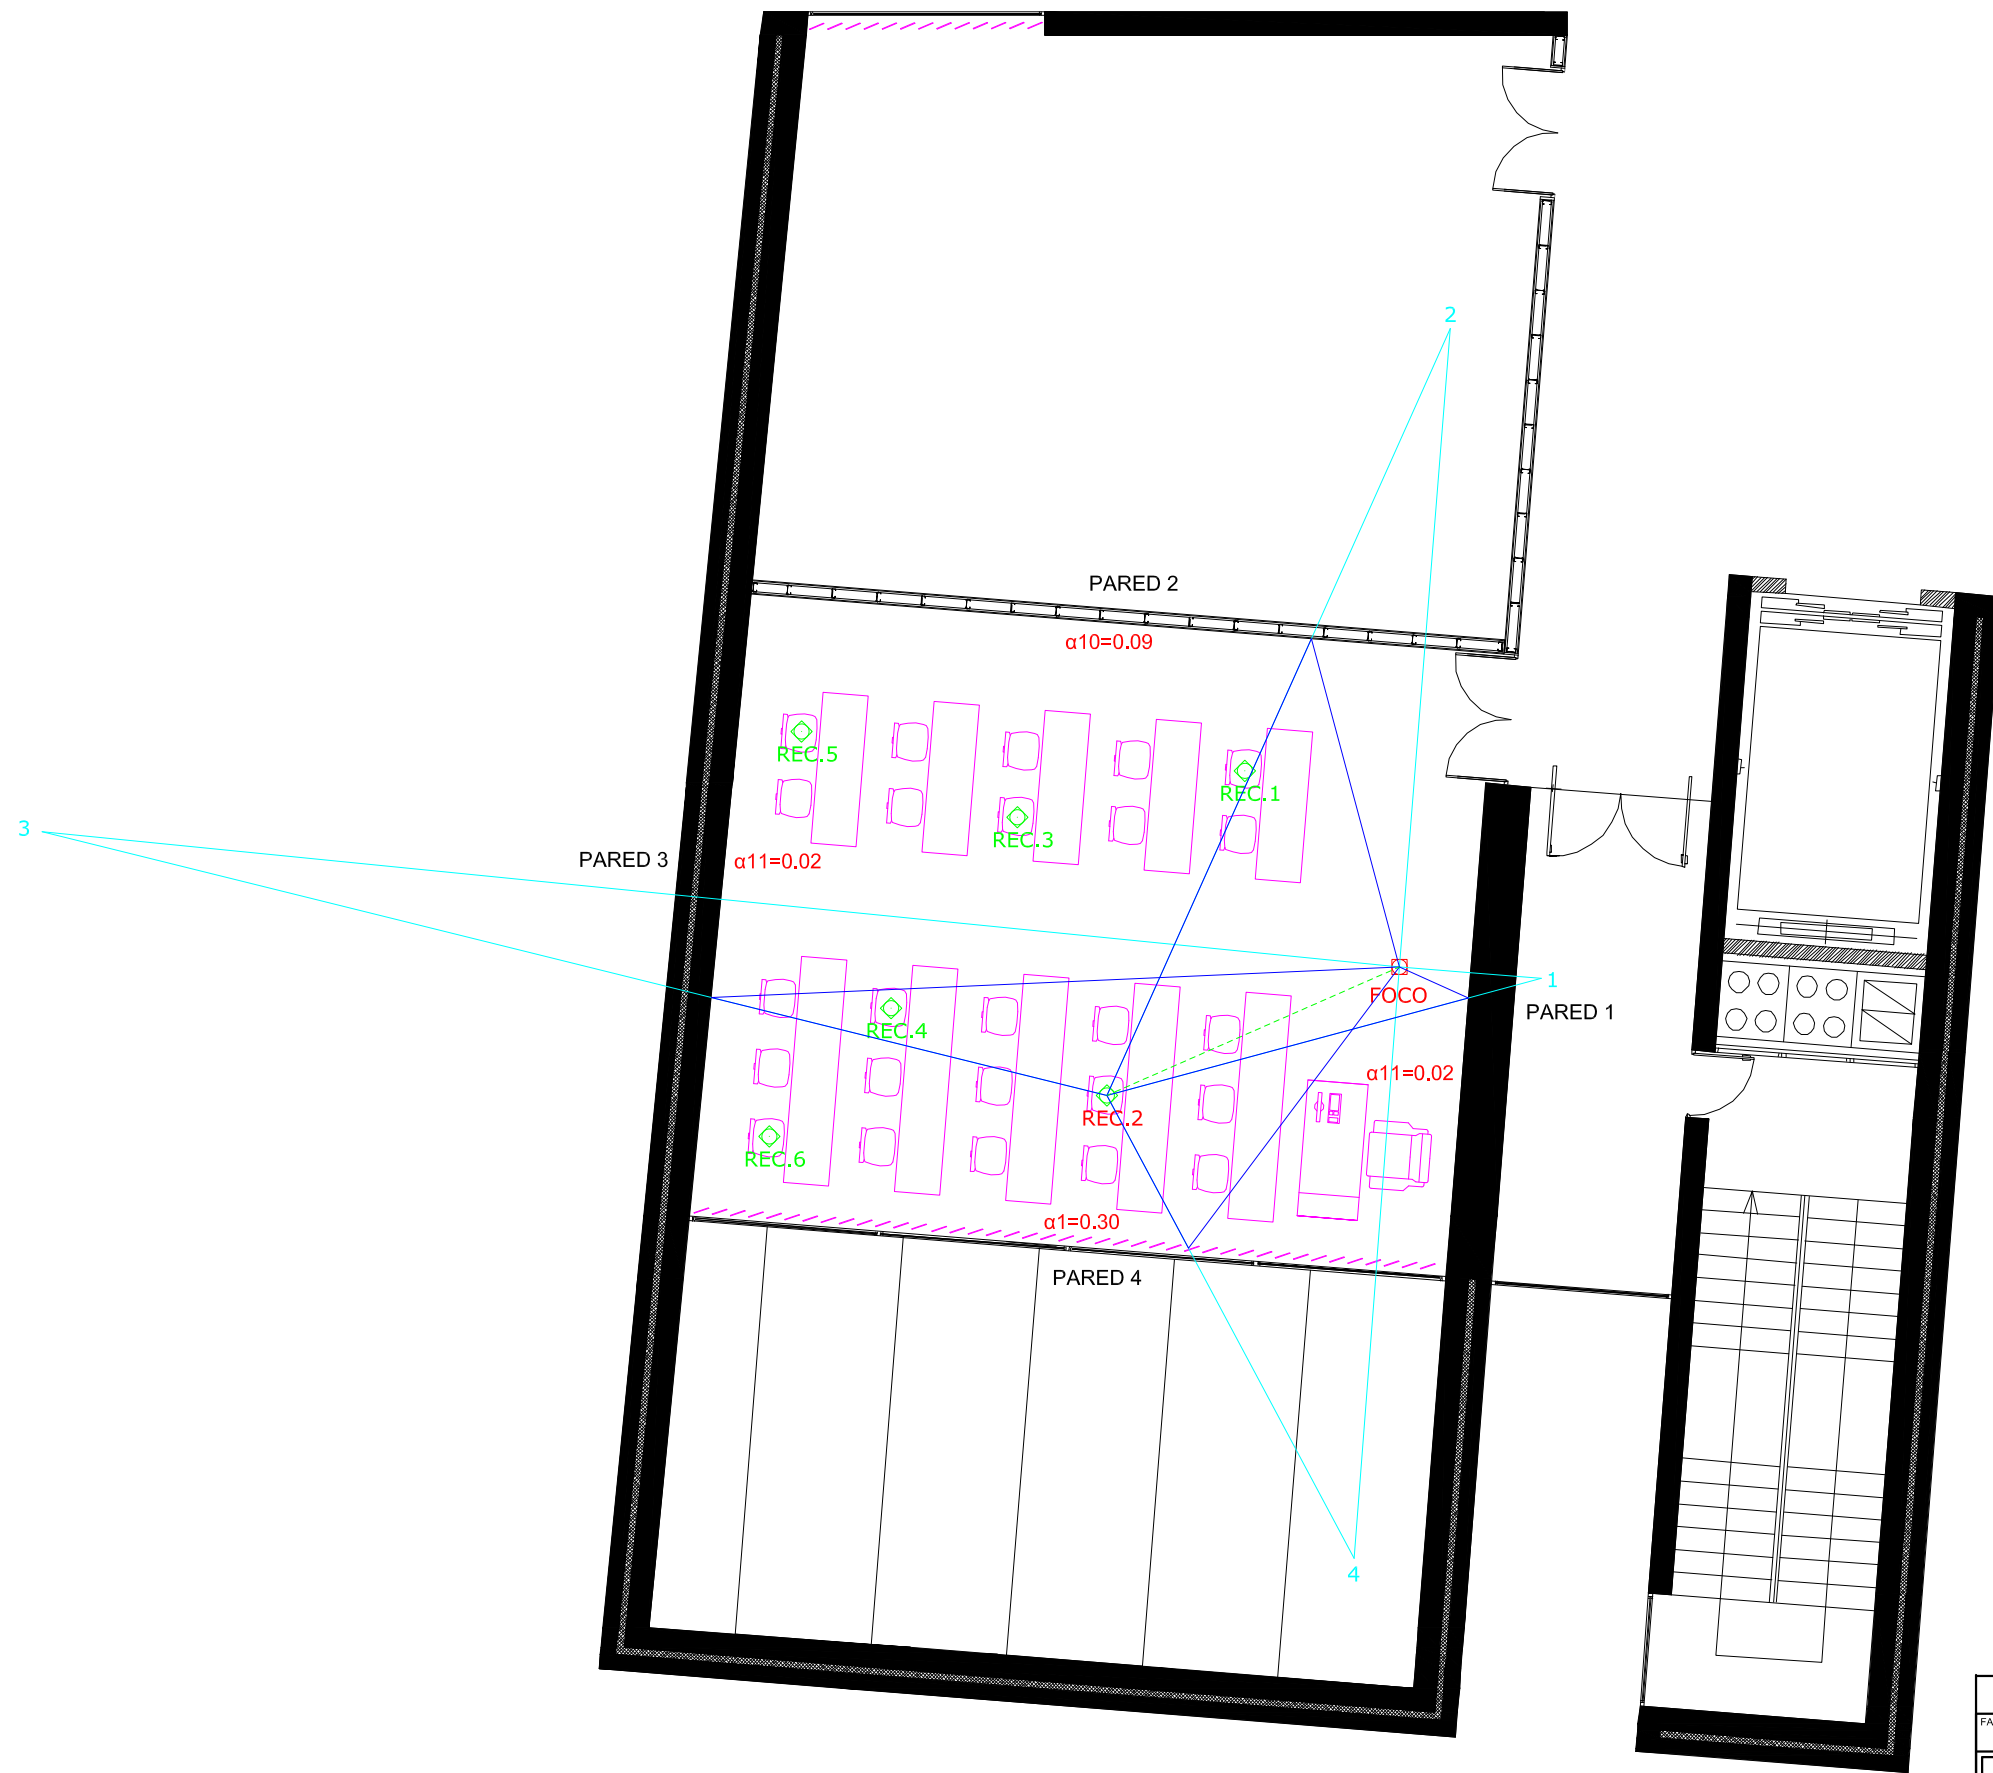 2
PARED 2
α10=0.09
REC.5
REC.1
REC.3
3
PARED 3
α11=0.02
1
FOCO
PARED 1
REC.4
α11=0.02
REC.2
REC.6
α1=0.30
PARED 4
4
FA